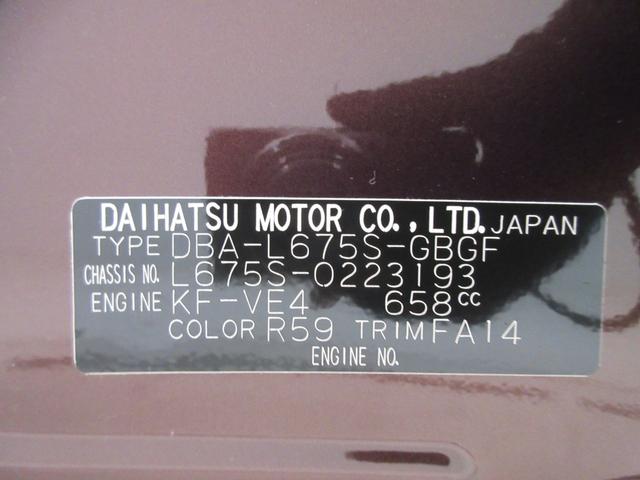 DAIHATSU MOTOR CO., LTD. JAPAN
TYPE DBA-L675S-GBGF
CHASSIS NO. L675S-0223193
ENGINE KF-VE4 658cc
COLOR R59 TRIM FA14
ENGINE NO.